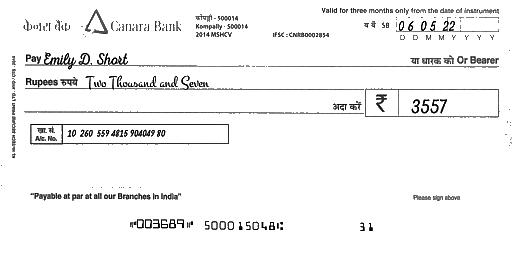 केनरा बैंक Canara Bank
कोंपल्ली - 500014
Kompally - 500014
2014 MSHCV
IFSC : CNRB0002854
Valid for three months only from the date of instrument
SB 06 05 22
D D M M Y Y Y Y
Pay Emily D. Short या धारक को Or Bearer
Rupees रुपये Two Thousand and Seven
अदा करें ₹ 3557
खा. सं.
A/c. No. 10 260 559 4815 904049 80
"Payable at par at all our Branches in India"
Please sign above
⑈003689⑈ 500015048⑆ 31